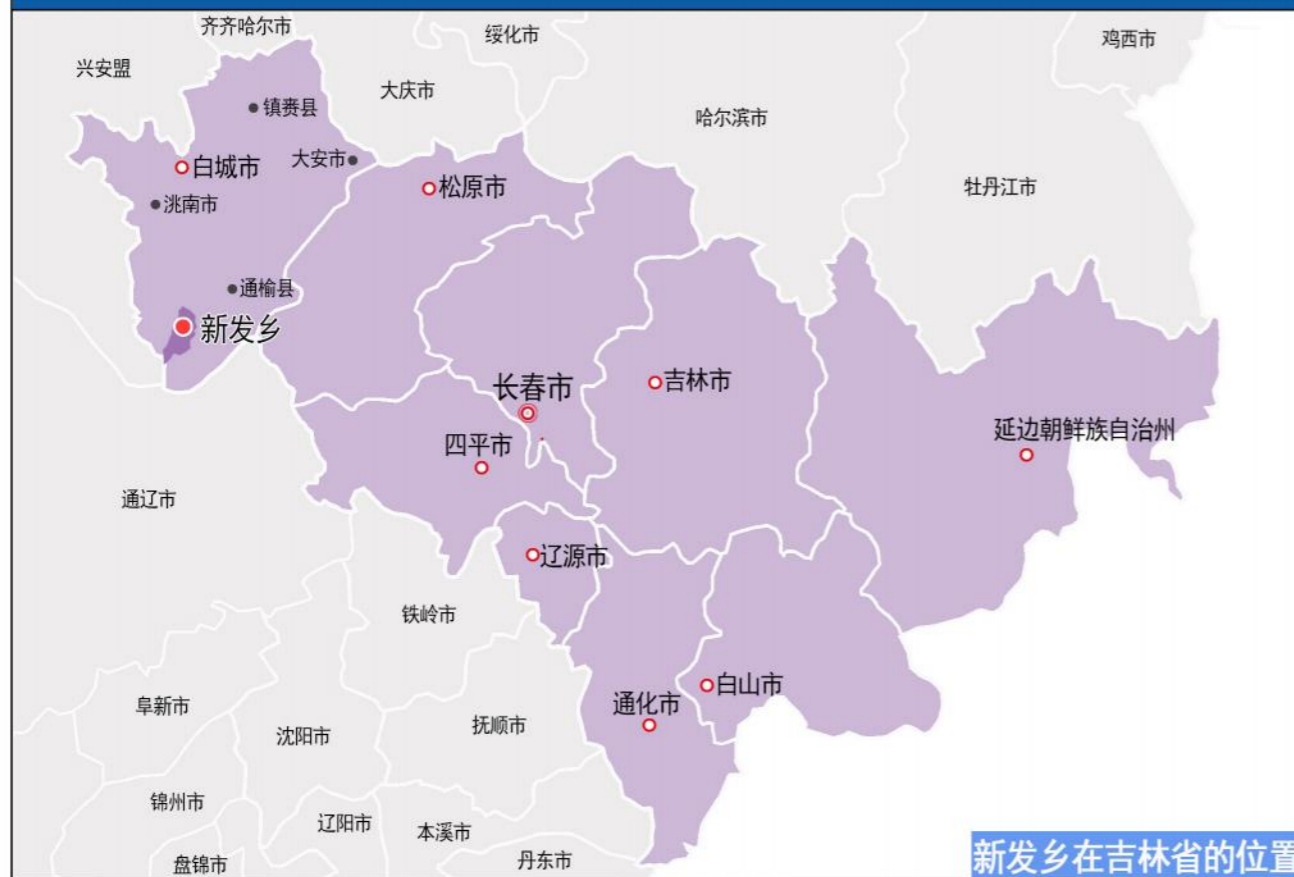 齐齐哈尔市
绥化市
鸡西市
兴安盟
大庆市
镇赉县
哈尔滨市
大安市
白城市
松原市
牡丹江市
洮南市
通榆县
新发乡
长春市
吉林市
延边朝鲜族自治州
四平市
通辽市
辽源市
铁岭市
白山市
通化市
阜新市
抚顺市
沈阳市
锦州市
辽阳市
本溪市
丹东市
盘锦市
新发乡在吉林省的位置